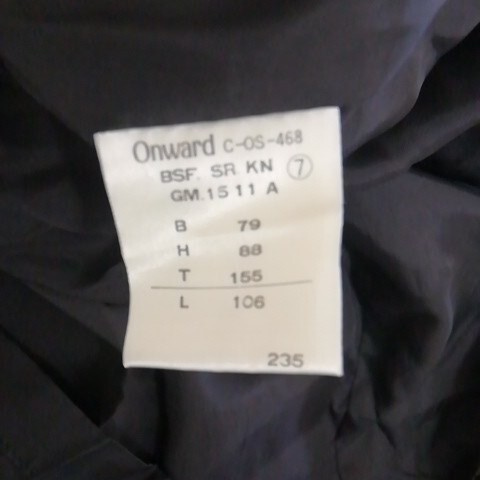 Onward C-OS-468
BSF. SR. KN ⑦
GM.1511 A
B 79
H 88
T 155
L 106
235